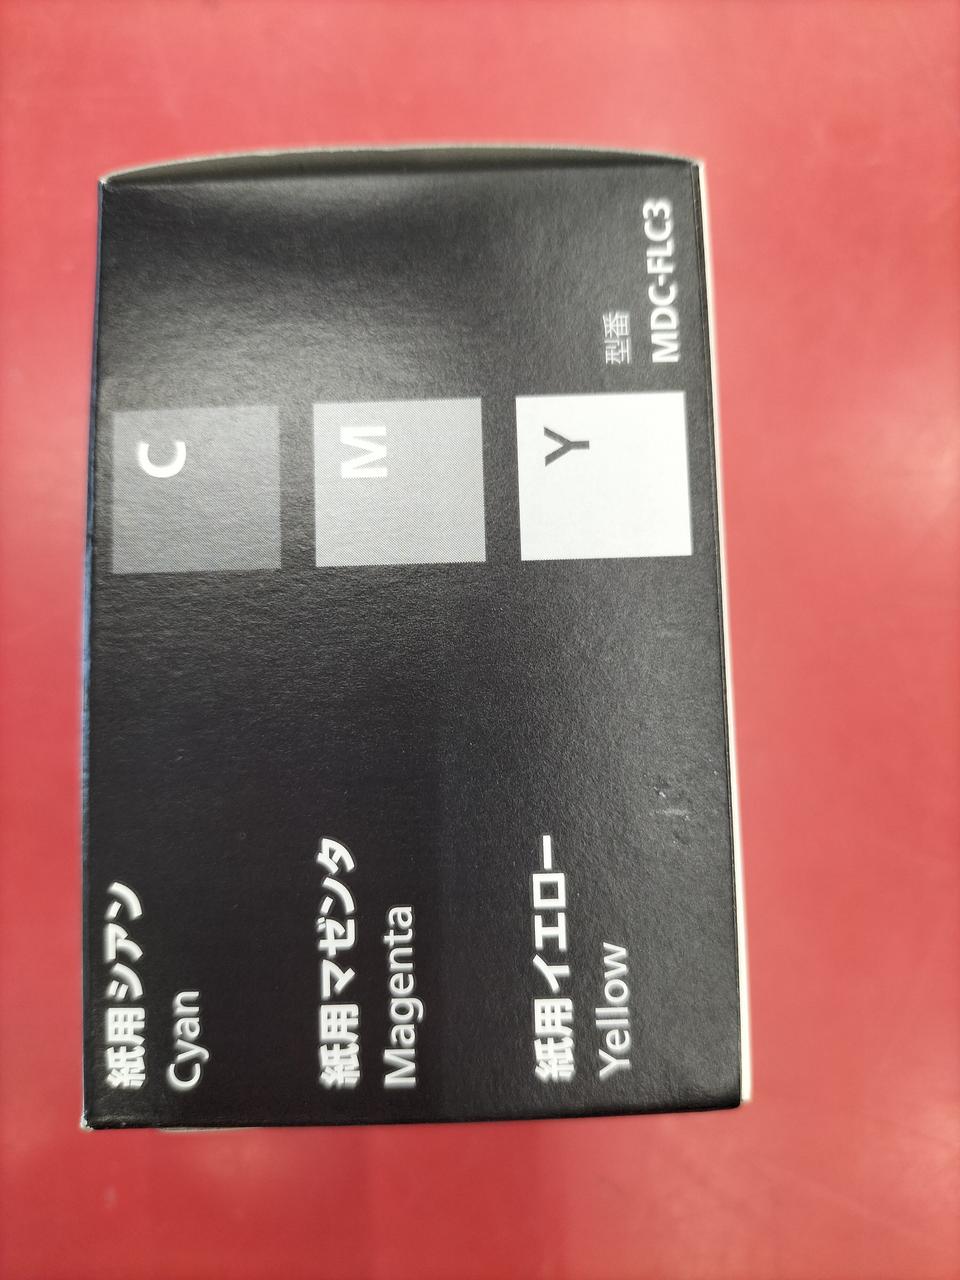 紙用シアン
Cyan
C
紙用マゼンタ
Magenta
M
紙用イエロー
Yellow
Y
型番
MDC-FLC3